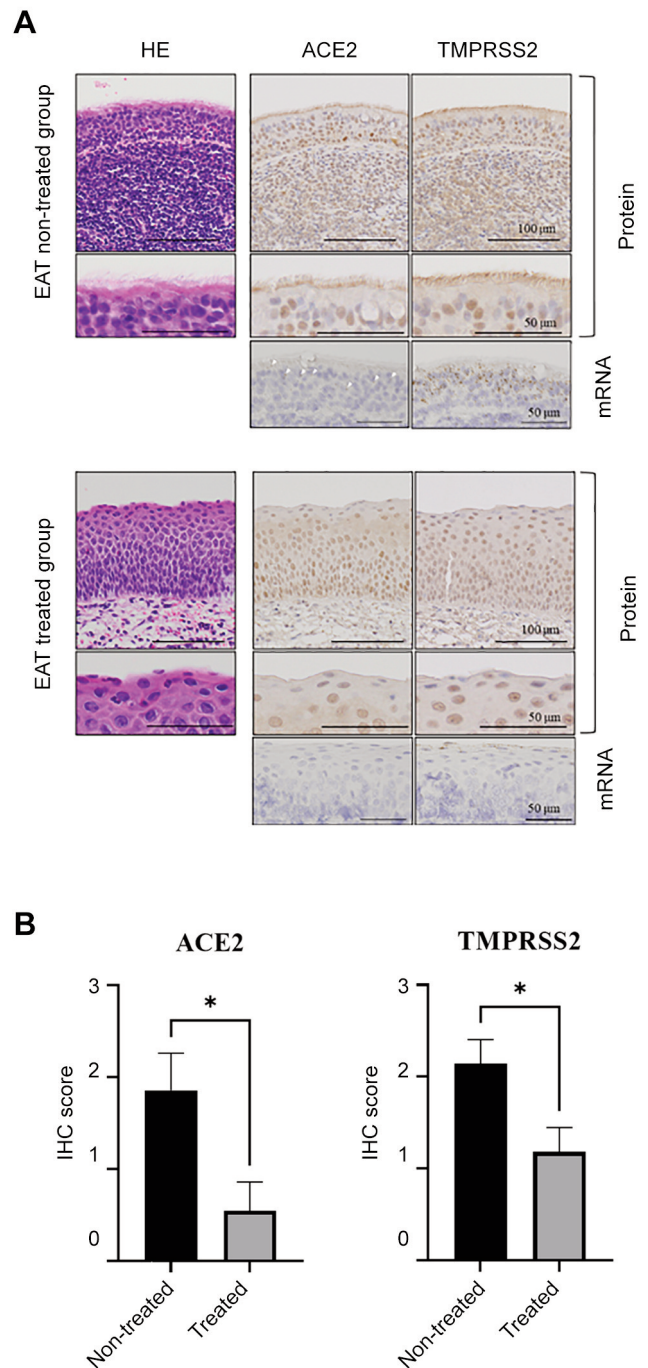 A
HE
ACE2
TMPRSS2
EAT non-treated group
100 μm
Protein
50 μm
50 μm
mRNA
EAT treated group
100 μm
Protein
50 μm
50 μm
mRNA
B
ACE2
TMPRSS2
3
*
2
1
0
IHC score
Non-treated
Treated
3
*
2
1
0
IHC score
Non-treated
Treated